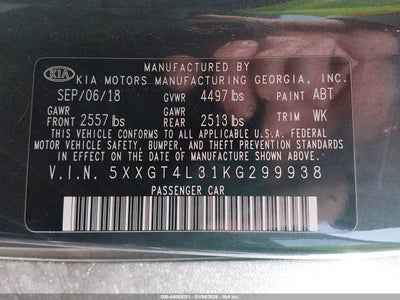 MANUFACTURED BY
KIA KIA MOTORS MANUFACTURING GEORGIA, INC.
SEP/06/18 GVWR 4497 lbs PAINT ABT
GAWR FRONT 2557 lbs GAWR REAR 2513 lbs TRIM WK
THIS VEHICLE CONFORMS TO ALL APPLICABLE U.S.A. FEDERAL
MOTOR VEHICLE SAFETY, BUMPER, AND THEFT PREVENTION STANDARDS
IN EFFECT ON THE DATE OF MANUFACTURE SHOWN ABOVE.
V.I.N. 5XXGT4L31KG299938
PASSENGER CAR